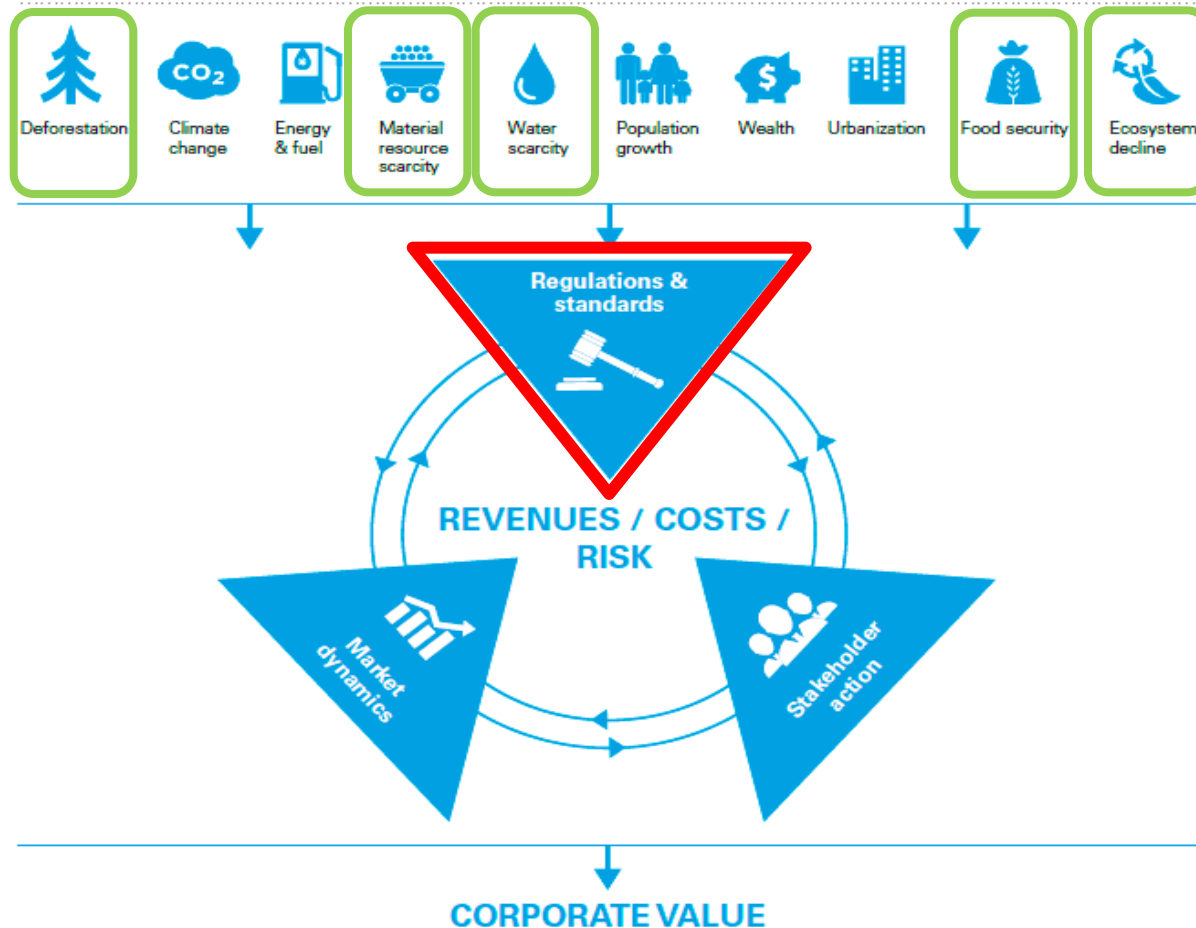 Deforestation
CO2
Climate
change
Energy
& fuel
Material
resource
scarcity
Water
scarcity
Population
growth
$
Wealth
Urbanization
Food security
Ecosystem
decline
Regulations &
standards
REVENUES / COSTS /
RISK
Market
dynamics
Stakeholder
action
CORPORATE VALUE